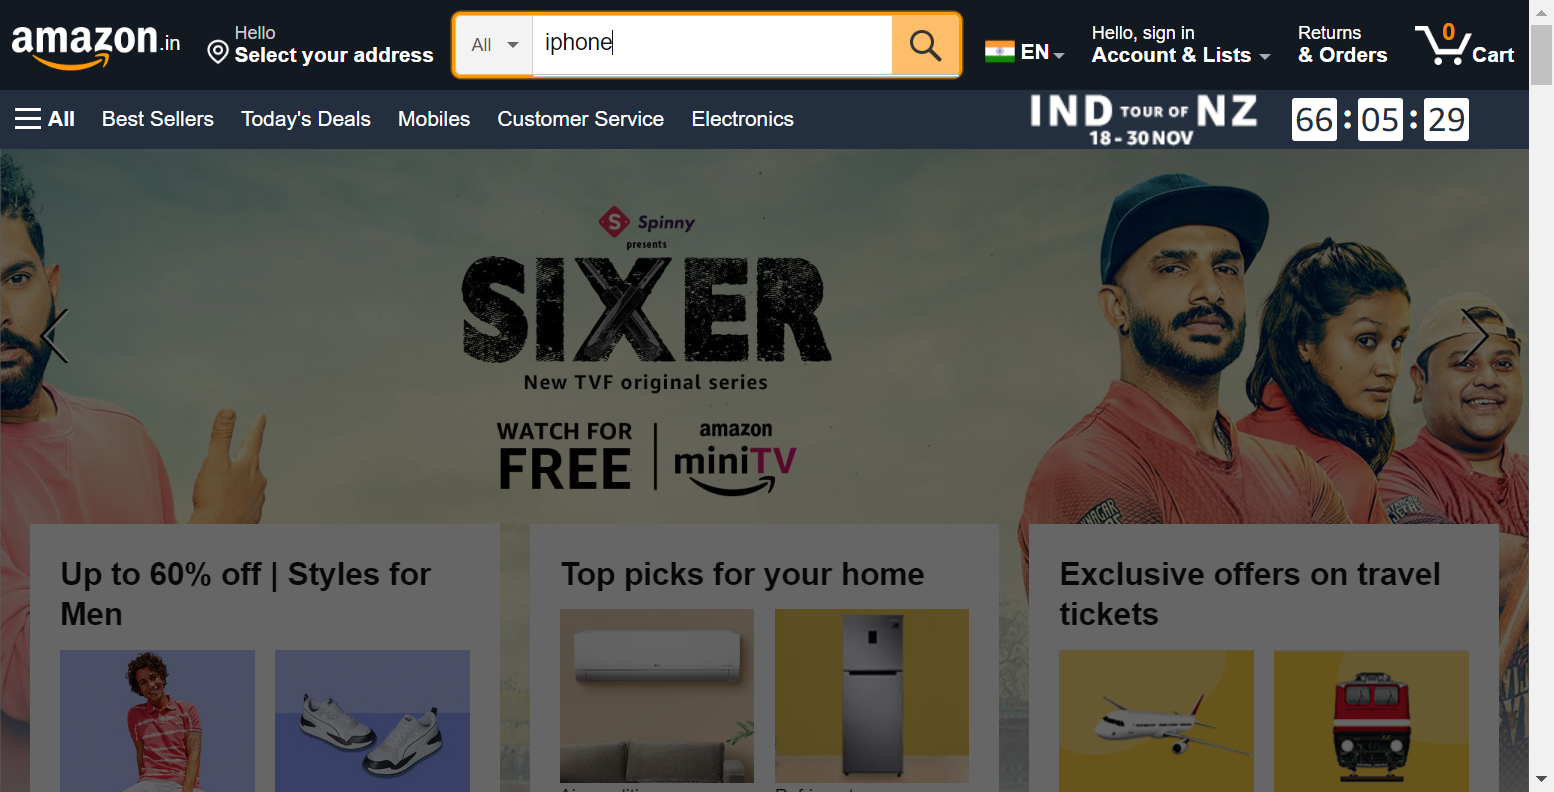 amazon.in
Hello
Select your address
All
iphone
EN
Hello, sign in
Account & Lists
Returns
& Orders
0
Cart
All
Best Sellers
Today's Deals
Mobiles
Customer Service
Electronics
IND TOUR OF NZ
18 - 30 NOV
66 : 05 : 29
S Spinny
presents
SIXER
New TVF original series
WATCH FOR
FREE
amazon
miniTV
Up to 60% off | Styles for
Men
Top picks for your home
Exclusive offers on travel
tickets